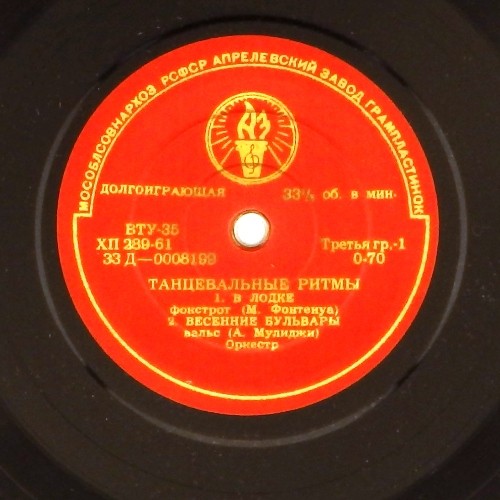 МОСОБЛСОВНАРХОЗ РСФСР АПРЕЛЕВСКИЙ ЗАВОД ГРАМПЛАСТИНОК
ДОЛГОИГРАЮЩАЯ 33⅓ об. в мин.
ВТУ-35
ХП 289-61 Третья гр.-1
33 Д—0008199 0-70
ТАНЦЕВАЛЬНЫЕ РИТМЫ
1. В ЛОДКЕ
фокстрот (М. Фонтенуа)
2. ВЕСЕННИЕ БУЛЬВАРЫ
вальс (А. Мулиджи)
Оркестр